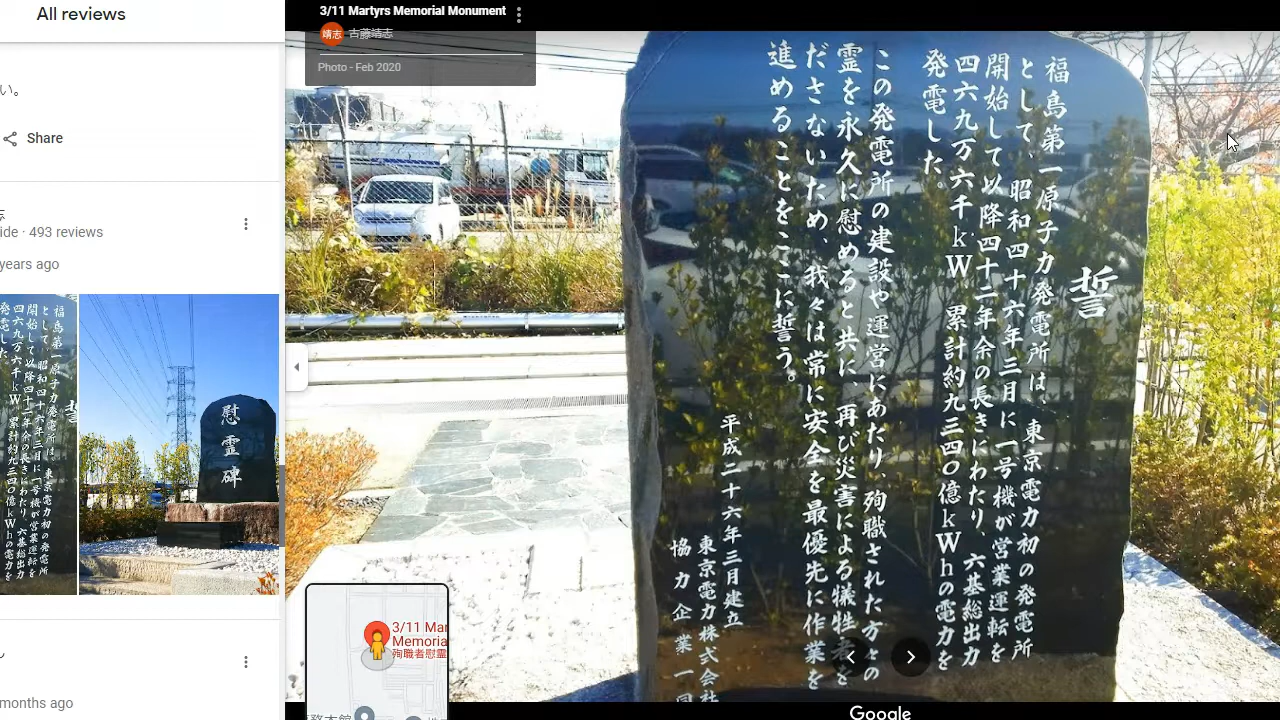 All reviews
い。
Share
ide · 493 reviews
years ago
慰霊碑
months ago
3/11 Martyrs Memorial Monument
靖志
古藤靖志
Photo - Feb 2020
誓
福島第一原子力発電所は、東京電力初の発電所
として、昭和四十六年三月に一号機が営業運転を
開始して以降四十二年余の長きにわたり、六基総出力
四六九万六千kW 累計約九三四〇億kWhの電力を
発電した。
この発電所の建設や運営にあたり、殉職された方々の
霊を永久に慰めると共に、再び災害による犠牲者を
ださないため、我々は常に安全を最優先に作業を
進めることをここに誓う。
平成二十六年三月建立
東京電力株式会社
協力企業一同
3/11 Mar
Memoria
殉職者慰霊
Google